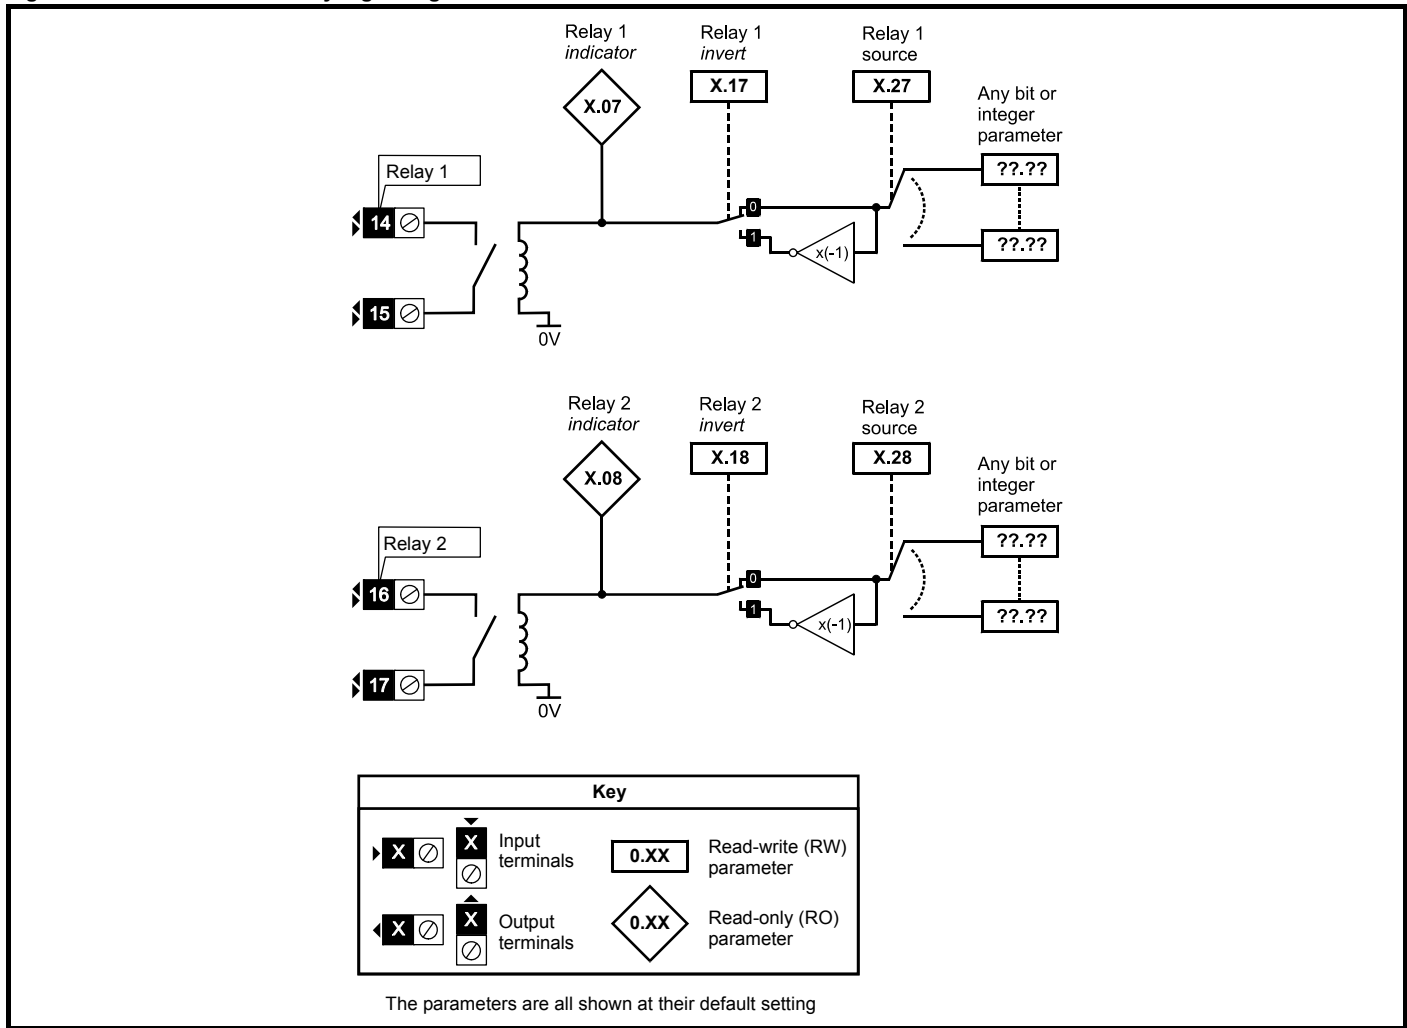 Relay 1
indicator
Relay 1
invert
Relay 1
source
X.07
X.17
X.27
Any bit or
integer
parameter
??.??
??.??
Relay 1
14
15
0
1
x(-1)
0V
Relay 2
indicator
Relay 2
invert
Relay 2
source
X.08
X.18
X.28
Any bit or
integer
parameter
??.??
??.??
Relay 2
16
17
0
1
x(-1)
0V
Key
X
X
Input
terminals
0.XX
Read-write (RW)
parameter
X
X
Output
terminals
0.XX
Read-only (RO)
parameter
The parameters are all shown at their default setting